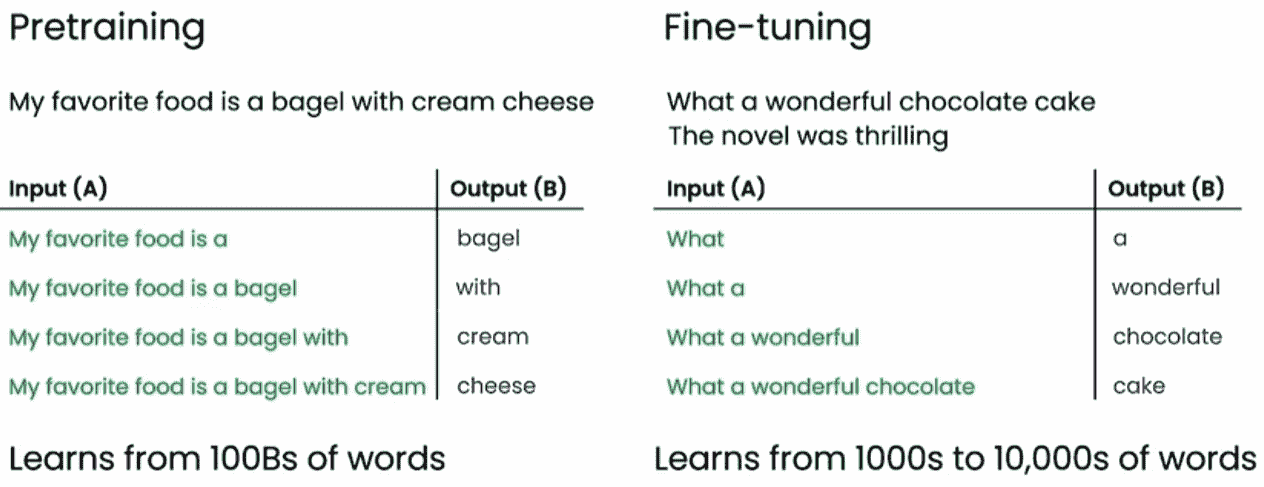 Pretraining
My favorite food is a bagel with cream cheese
Input (A) Output (B)
My favorite food is a bagel
My favorite food is a bagel with
My favorite food is a bagel with cream
My favorite food is a bagel with cream cheese
Learns from 100Bs of words
Fine-tuning
What a wonderful chocolate cake
The novel was thrilling
Input (A) Output (B)
What a
What a wonderful
What a wonderful chocolate
What a wonderful chocolate cake
Learns from 1000s to 10,000s of words